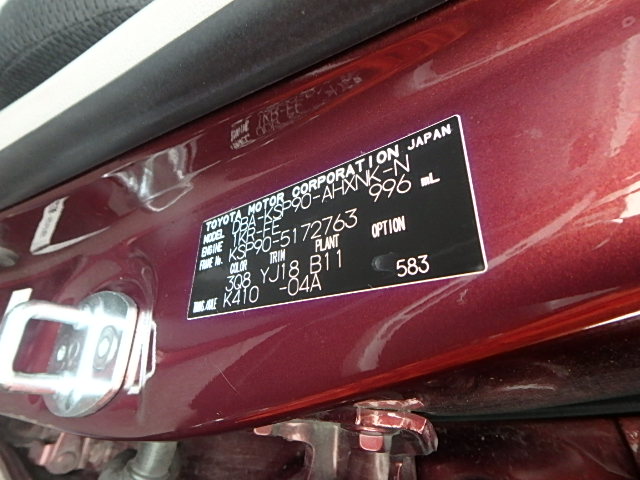 TOYOTA MOTOR CORPORATION JAPAN
MODEL DBA-KSP90-AHXNK-N
ENGINE 1KR-FE 996 mL
FRAME No. KSP90-5172763
COLOR TRIM PLANT OPTION
3Q8 YJ18 B11 583
TRANS./AXLE K410 -04A